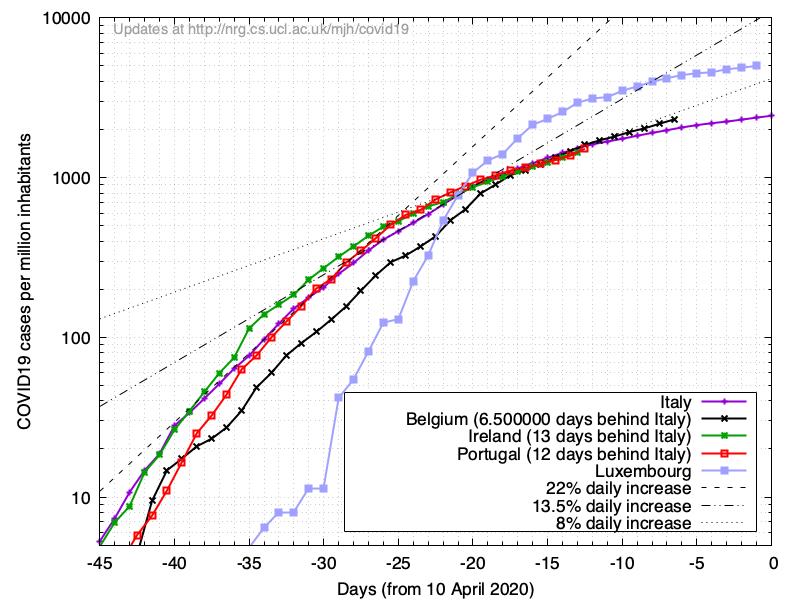 Updates at http://nrg.cs.ucl.ac.uk/mjh/covid19
10000
1000
100
10
COVID19 cases per million inhabitants
Italy
Belgium (6.500000 days behind Italy)
Ireland (13 days behind Italy)
Portugal (12 days behind Italy)
Luxembourg
22% daily increase
13.5% daily increase
8% daily increase
-45 -40 -35 -30 -25 -20 -15 -10 -5 0
Days (from 10 April 2020)